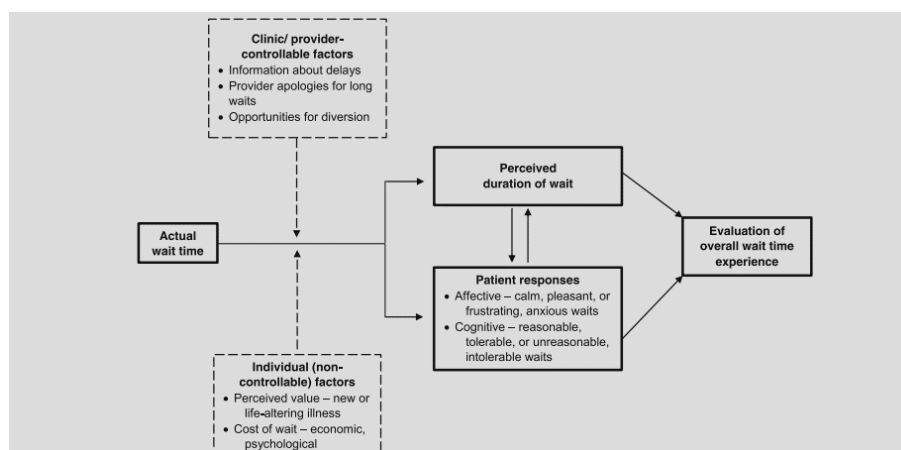 Clinic/ provider-
controllable factors
• Information about delays
• Provider apologies for long
waits
• Opportunities for diversion
Perceived
duration of wait
Actual
wait time
Evaluation of
overall wait time
experience
Patient responses
• Affective – calm, pleasant, or
frustrating, anxious waits
• Cognitive – reasonable,
tolerable, or unreasonable,
intolerable waits
Individual (non-
controllable) factors
• Perceived value – new or
life-altering illness
• Cost of wait – economic,
psychological